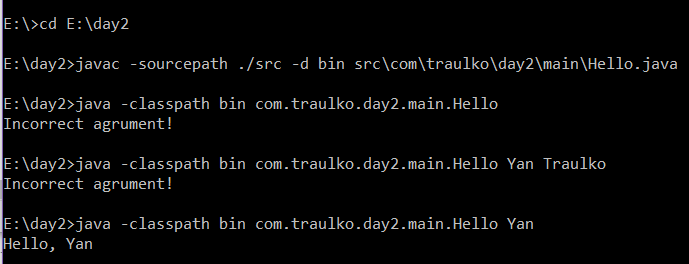 E:\>cd E:\day2
E:\day2>javac -sourcepath ./src -d bin src\com\traulko\day2\main\Hello.java
E:\day2>java -classpath bin com.traulko.day2.main.Hello
Incorrect agrument!
E:\day2>java -classpath bin com.traulko.day2.main.Hello Yan Traulko
Incorrect agrument!
E:\day2>java -classpath bin com.traulko.day2.main.Hello Yan
Hello, Yan